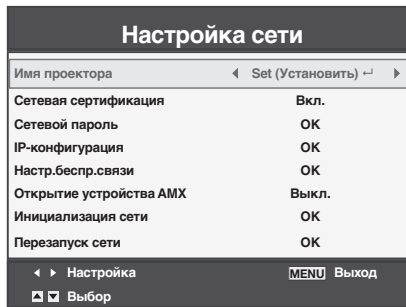 Настройка сети
Имя проектора ◀ Set (Установить) ↵ ▶
Сетевая сертификация Вкл.
Сетевой пароль OK
IP-конфигурация OK
Настр.беспр.связи OK
Открытие устройства AMX Выкл.
Инициализация сети OK
Перезапуск сети OK
◀ ▶ Настройка MENU Выход
▲ ▼ Выбор